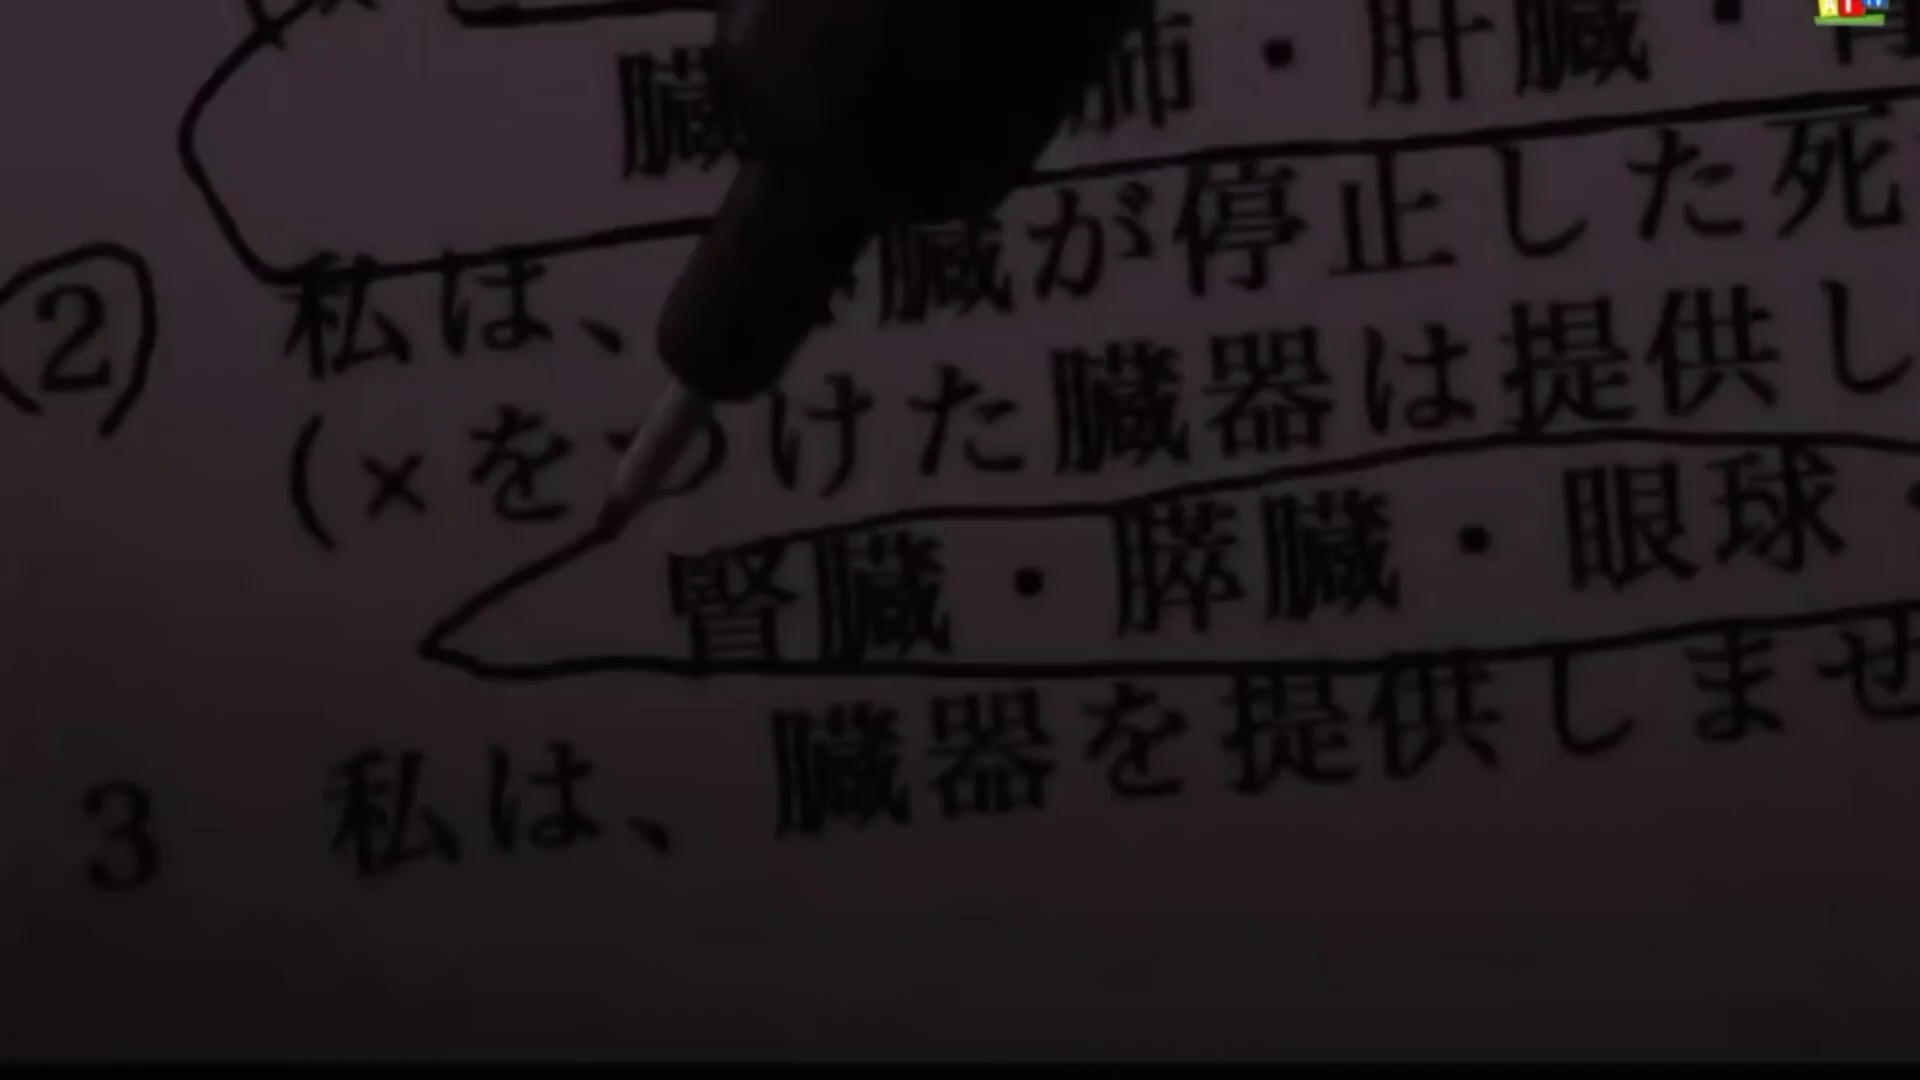 臓 肺・肝臓・腎
2 私は、 臓が停止した死
(×をつけた臓器は提供し
腎臓・膵臓・眼球・
3 私は、臓器を提供しませ